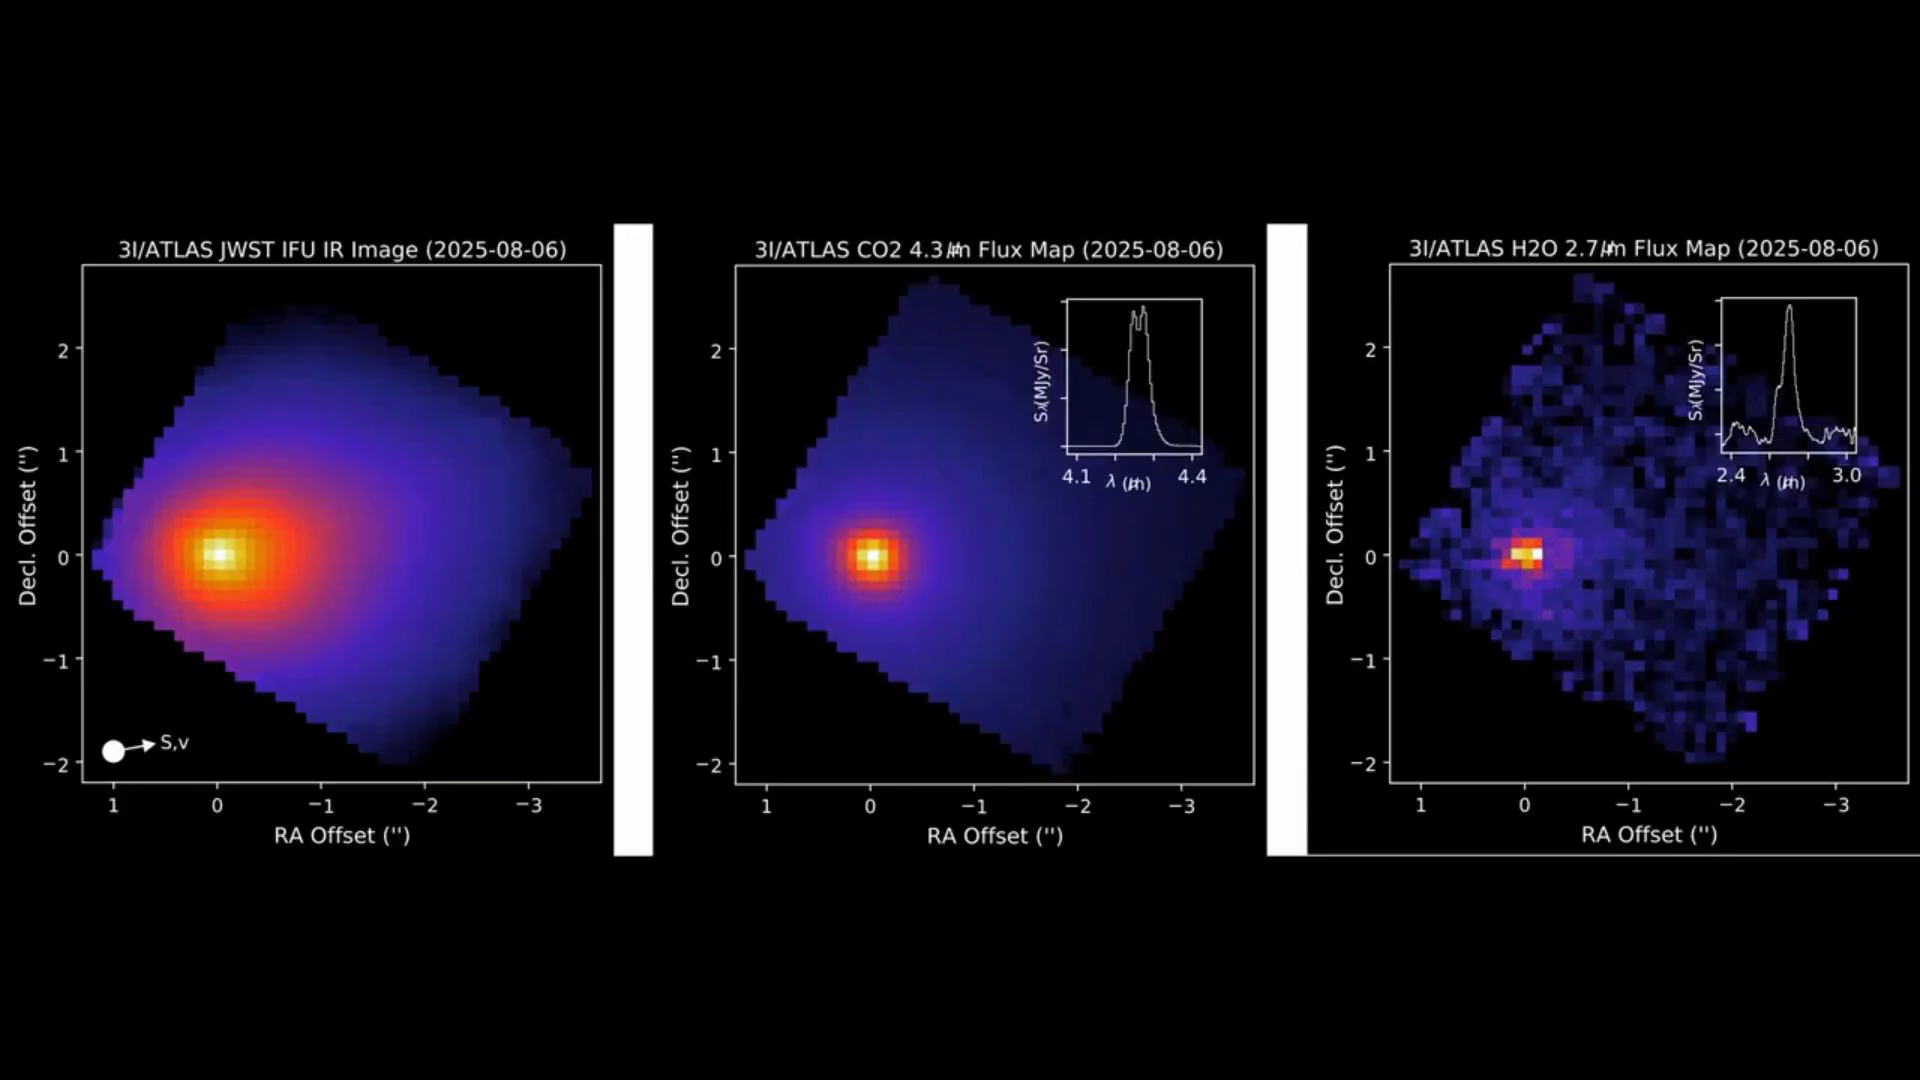 3I/ATLAS JWST IFU IR Image (2025-08-06)
Decl. Offset ('')
2
1
0
−1
−2
S,v
1
0
−1
−2
−3
RA Offset ('')
3I/ATLAS CO2 4.3 μm Flux Map (2025-08-06)
Decl. Offset ('')
2
1
0
−1
−2
Sλ(MJy/Sr)
4.1
4.4
λ (μm)
1
0
−1
−2
−3
RA Offset ('')
3I/ATLAS H2O 2.7 μm Flux Map (2025-08-06)
Decl. Offset ('')
2
1
0
−1
−2
Sλ(MJy/Sr)
2.4
3.0
λ (μm)
1
0
−1
−2
−3
RA Offset ('')